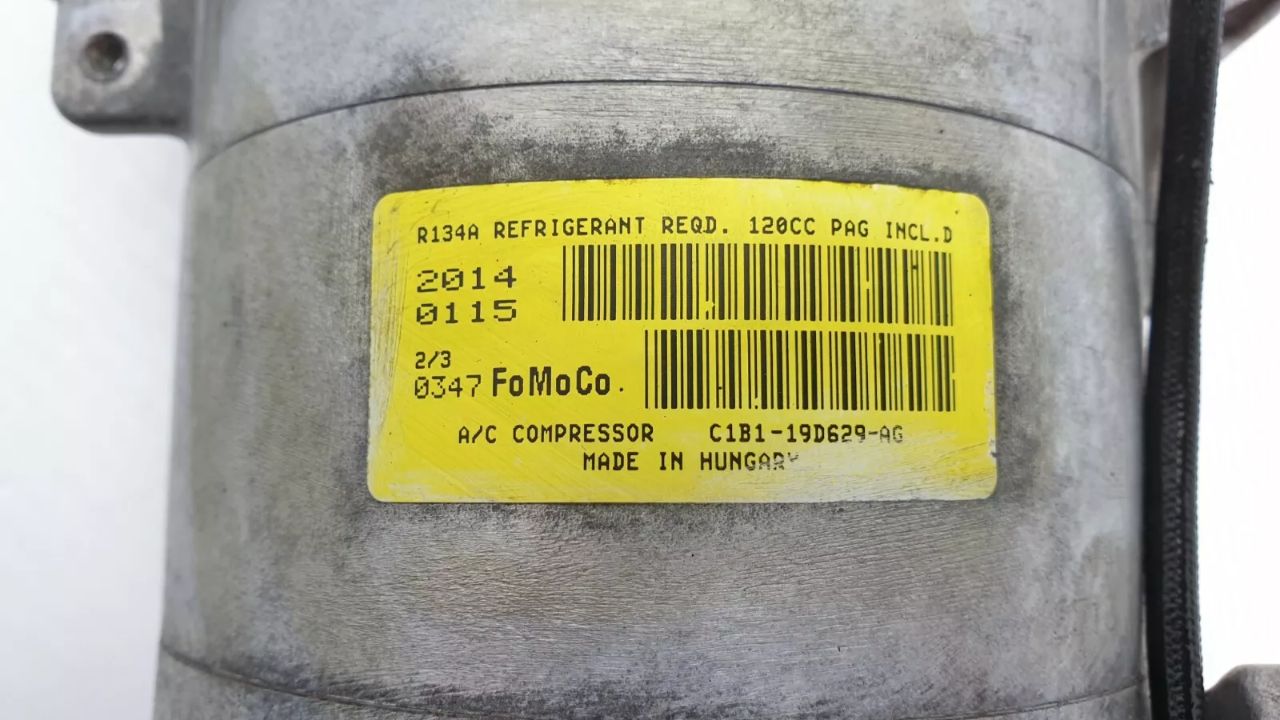 R134A REFRIGERANT REQD. 120CC PAG INCL.D
2014
0115
2/3
0347 FoMoCo.
A/C COMPRESSOR C1B1-19D629-AG
MADE IN HUNGARY